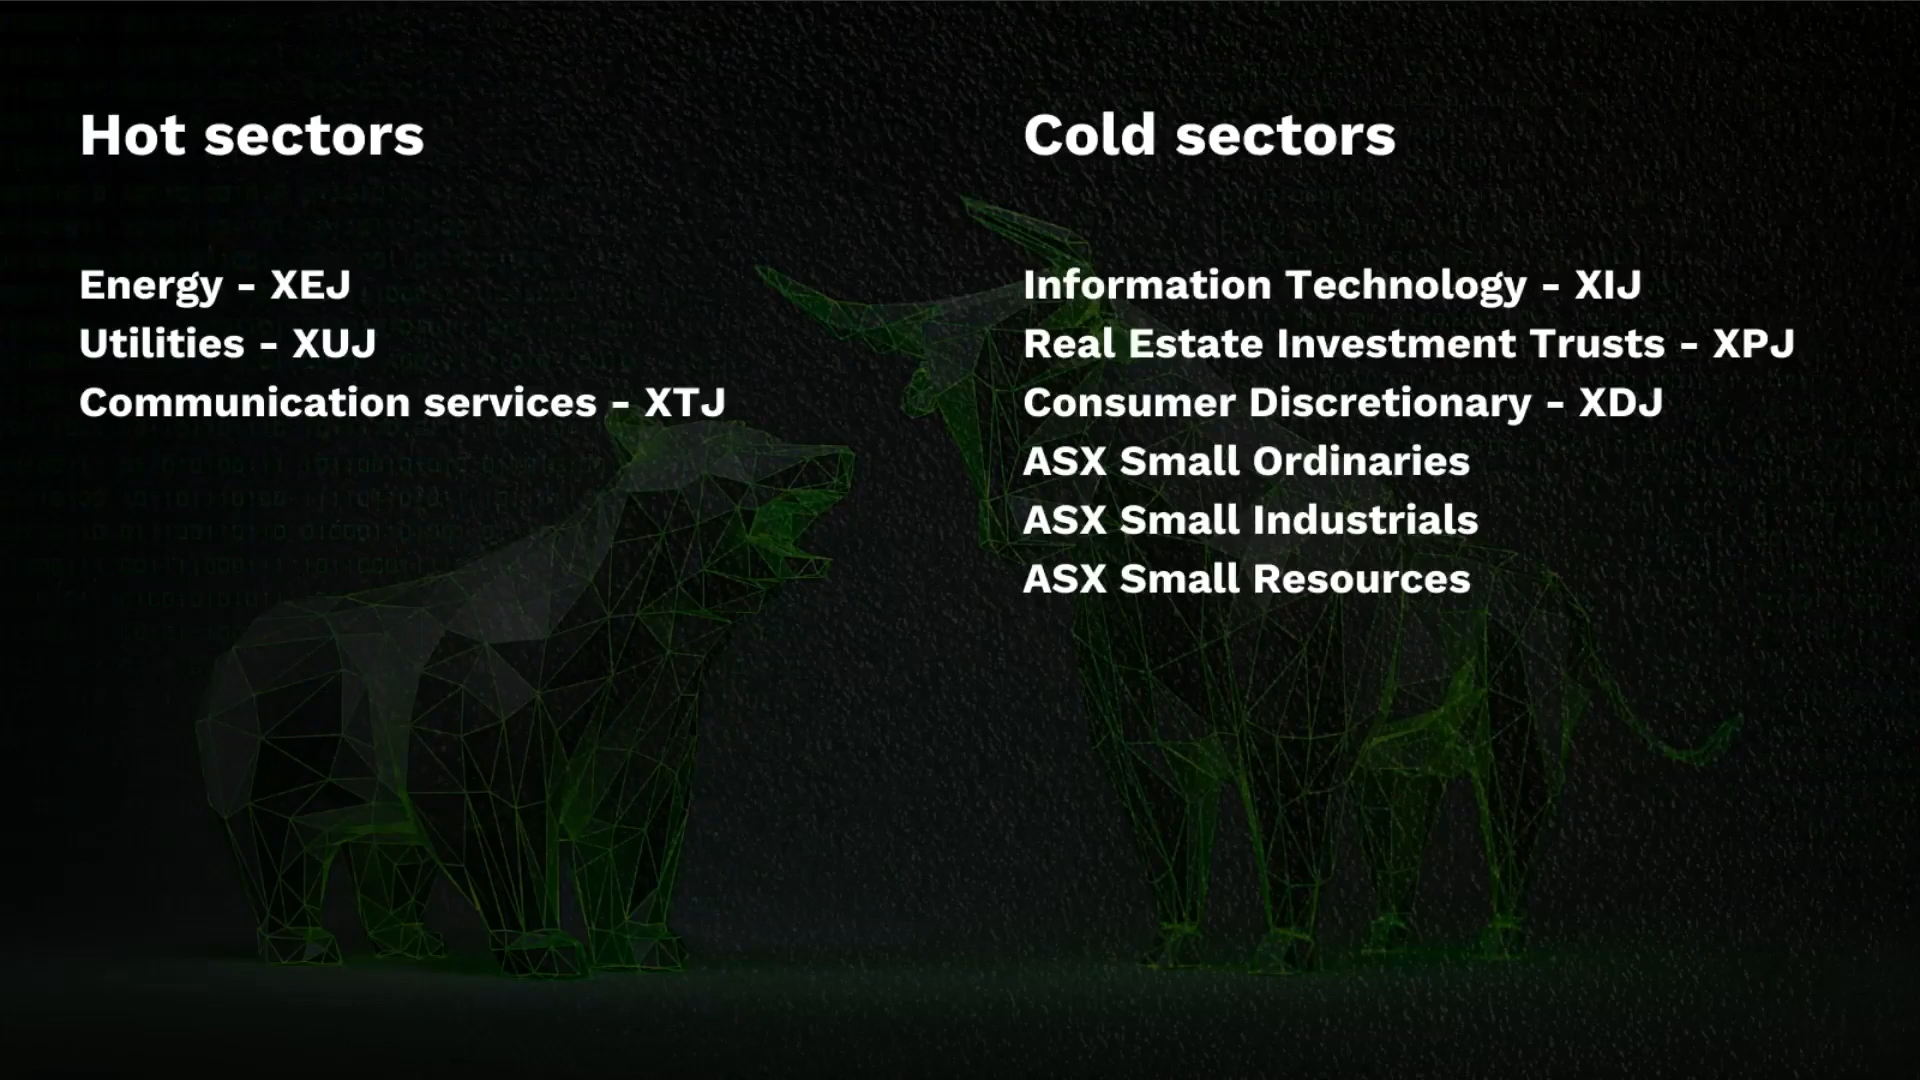 Hot sectors
Energy - XEJ
Utilities - XUJ
Communication services - XTJ
Cold sectors
Information Technology - XIJ
Real Estate Investment Trusts - XPJ
Consumer Discretionary - XDJ
ASX Small Ordinaries
ASX Small Industrials
ASX Small Resources